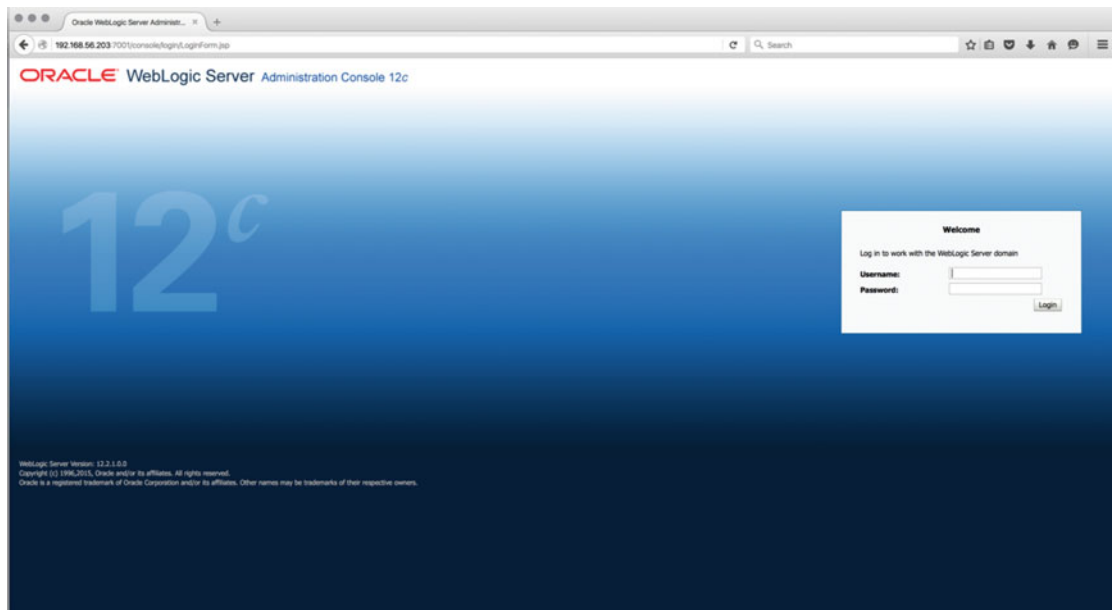 Oracle WebLogic Server Administr...
192.168.56.203:7001/console/login/LoginForm.jsp
Search
ORACLE WebLogic Server Administration Console 12c
12c
Welcome
Log in to work with the WebLogic Server domain
Username:
Password:
Login
WebLogic Server Version: 12.2.1.0.0
Copyright (c) 1996,2015, Oracle and/or its affiliates. All rights reserved.
Oracle is a registered trademark of Oracle Corporation and/or its affiliates. Other names may be trademarks of their respective owners.